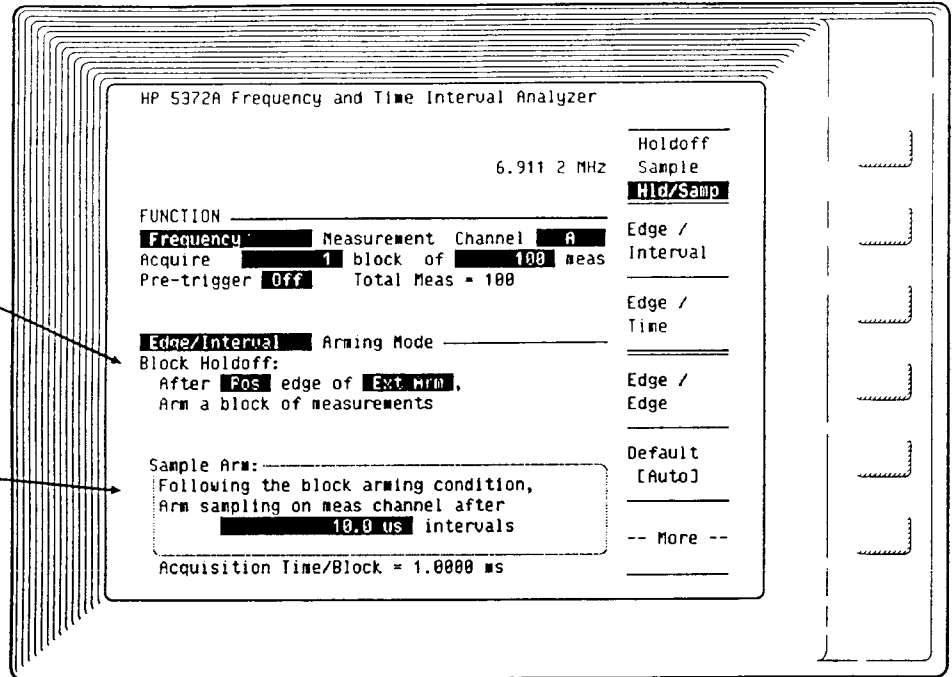 HP 5372A Frequency and Time Interval Analyzer
6.911 2 MHz
FUNCTION
Frequency Measurement Channel A
Acquire 1 block of 100 meas
Pre-trigger Off Total Meas = 100
Edge/Interval Arming Mode
Block Holdoff:
After Pos edge of Ext Arm,
Arm a block of measurements
Sample Arm:
Following the block arming condition,
Arm sampling on meas channel after
10.0 us intervals
Acquisition Time/Block = 1.0000 ms
Holdoff
Sample
Hld/Samp
Edge /
Interval
Edge /
Time
Edge /
Edge
Default
[Auto]
-- More --